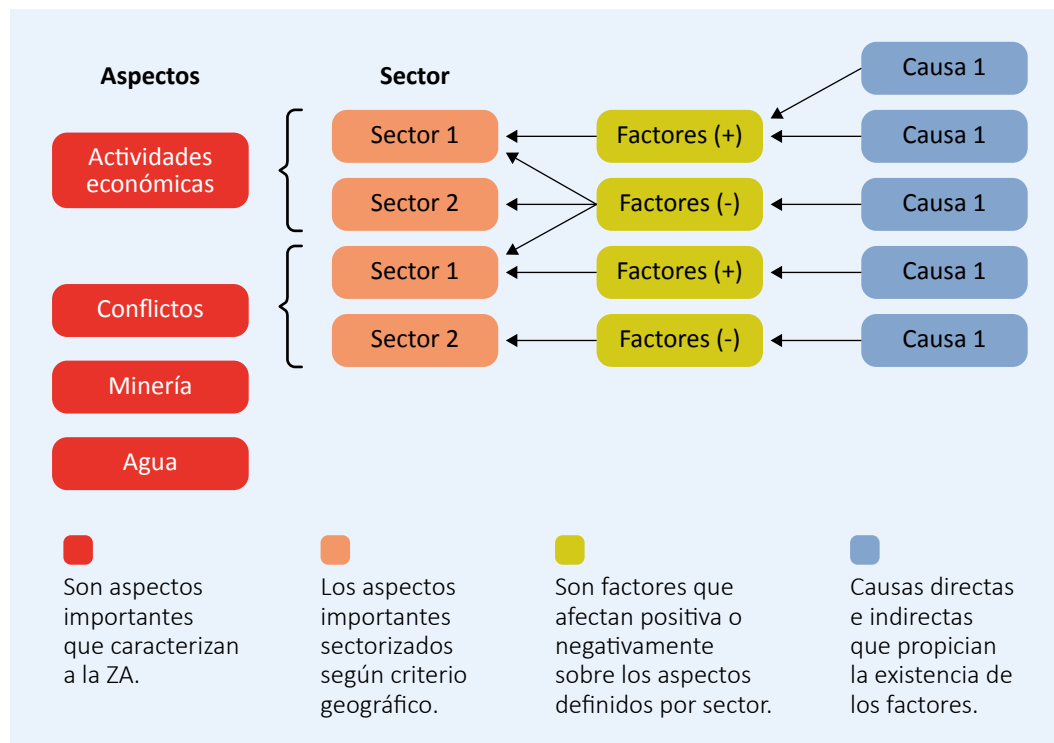 Aspectos
Sector
Causa 1
Actividades
económicas
Sector 1
Factores (+)
Causa 1
Sector 2
Factores (-)
Causa 1
Conflictos
Sector 1
Factores (+)
Causa 1
Sector 2
Factores (-)
Causa 1
Minería
Agua
Son aspectos
importantes
que caracterizan
a la ZA.
Los aspectos
importantes
sectorizados
según criterio
geográfico.
Son factores que
afectan positiva o
negativamente
sobre los aspectos
definidos por sector.
Causas directas
e indirectas
que propician
la existencia de
los factores.